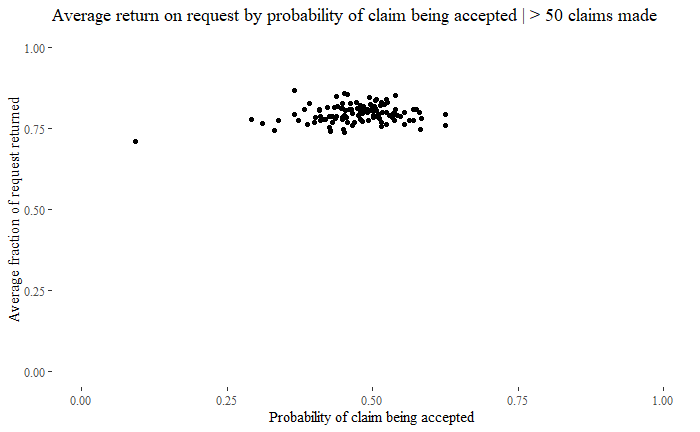 Average return on request by probability of claim being accepted | > 50 claims made
Average fraction of request returned
1.00
0.75
0.50
0.25
0.00
0.00 0.25 0.50 0.75 1.00
Probability of claim being accepted